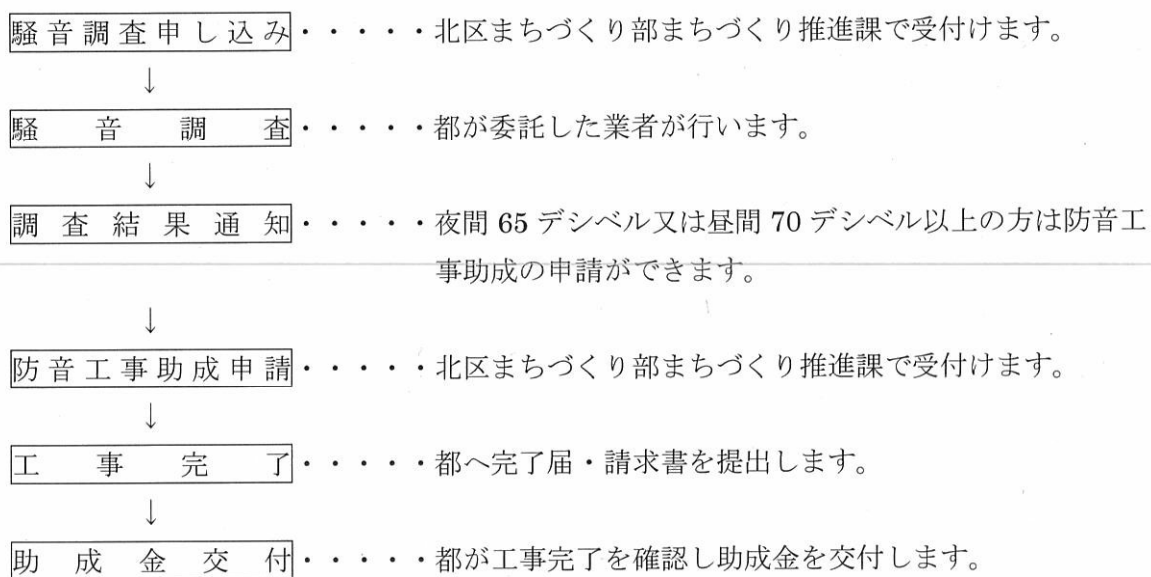 騒音調査申し込み・・・・・北区まちづくり部まちづくり推進課で受付けます。
↓
騒音調査・・・・・都が委託した業者が行います。
↓
調査結果通知・・・・・夜間 65 デシベル又は昼間 70 デシベル以上の方は防音工
事助成の申請ができます。
↓
防音工事助成申請・・・・・北区まちづくり部まちづくり推進課で受付けます。
↓
工事完了・・・・・都へ完了届・請求書を提出します。
↓
助成金交付・・・・・都が工事完了を確認し助成金を交付します。